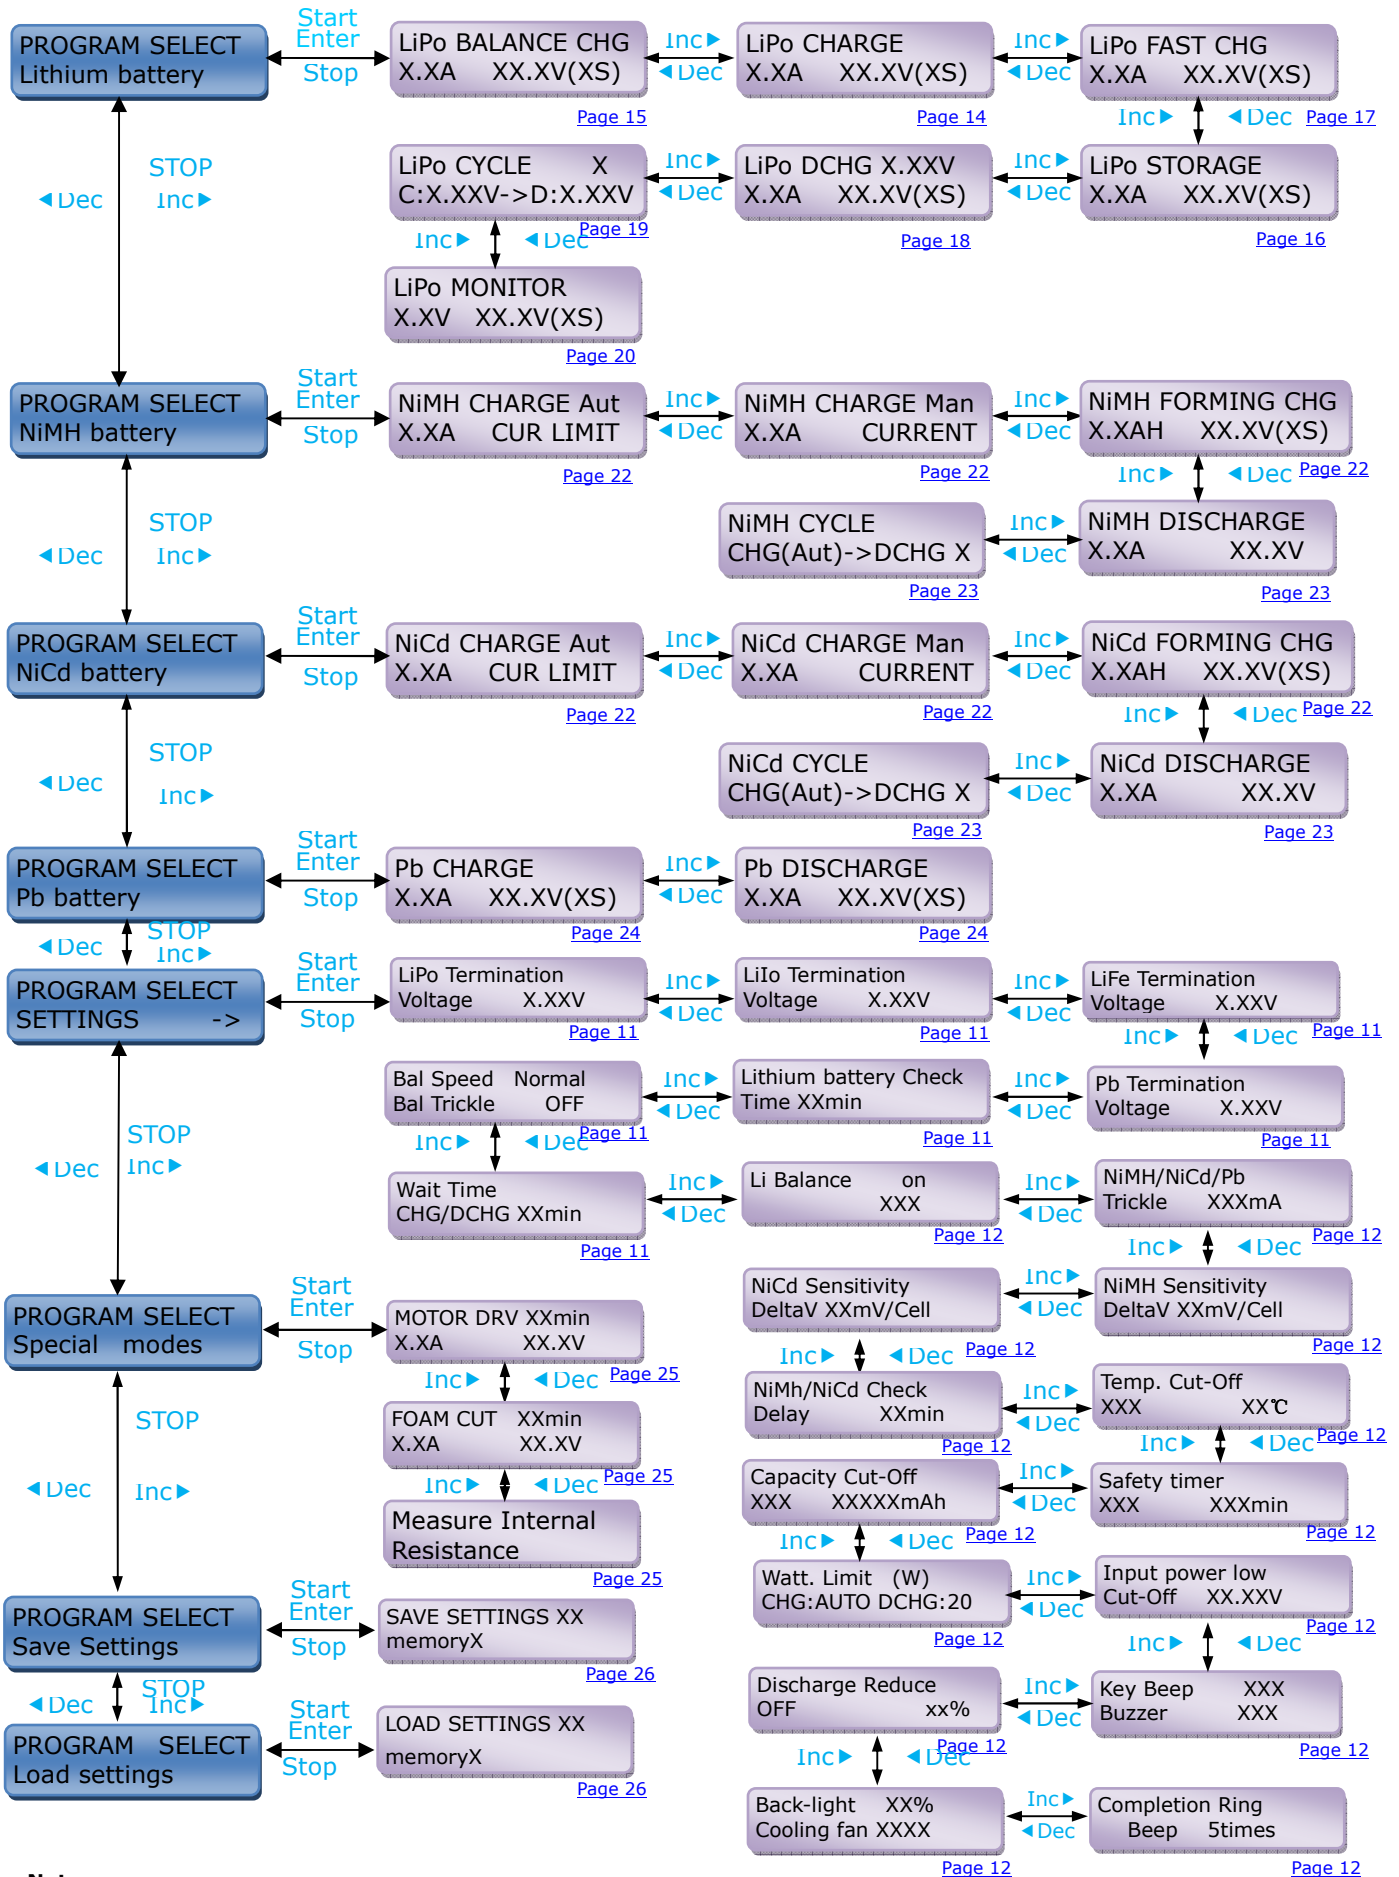 Start
Enter
Stop
PROGRAM SELECT
Lithium battery
LiPo BALANCE CHG
X.XA XX.XV(XS)
Inc▶
◀Dec
LiPo CHARGE
X.XA XX.XV(XS)
Inc▶
◀Dec
LiPo FAST CHG
X.XA XX.XV(XS)
Page 15
Page 14
Inc▶ ◀Dec Page 17
STOP
◀Dec Inc▶
LiPo CYCLE X
C:X.XXV->D:X.XXV
Inc▶
◀Dec
LiPo DCHG X.XXV
X.XA XX.XV(XS)
Inc▶
◀Dec
LiPo STORAGE
X.XA XX.XV(XS)
Page 19
Page 18
Page 16
Inc▶ ◀Dec
LiPo MONITOR
X.XV XX.XV(XS)
Page 20
PROGRAM SELECT
NiMH battery
Start
Enter
Stop
NiMH CHARGE Aut
X.XA CUR LIMIT
Inc▶
◀Dec
NiMH CHARGE Man
X.XA CURRENT
Inc▶
◀Dec
NiMH FORMING CHG
X.XAH XX.XV(XS)
Page 22
Page 22
Inc▶ ◀Dec Page 22
STOP
◀Dec Inc▶
NiMH CYCLE
CHG(Aut)->DCHG X
Inc▶
◀Dec
NiMH DISCHARGE
X.XA XX.XV
Page 23
Page 23
PROGRAM SELECT
NiCd battery
Start
Enter
Stop
NiCd CHARGE Aut
X.XA CUR LIMIT
Inc▶
◀Dec
NiCd CHARGE Man
X.XA CURRENT
Inc▶
◀Dec
NiCd FORMING CHG
X.XAH XX.XV(XS)
Page 22
Page 22
Inc▶ ◀Dec Page 22
STOP
◀Dec Inc▶
NiCd CYCLE
CHG(Aut)->DCHG X
Inc▶
◀Dec
NiCd DISCHARGE
X.XA XX.XV
Page 23
Page 23
PROGRAM SELECT
Pb battery
Start
Enter
Stop
Pb CHARGE
X.XA XX.XV(XS)
Inc▶
◀Dec
Pb DISCHARGE
X.XA XX.XV(XS)
Page 24
Page 24
STOP
◀Dec Inc▶
PROGRAM SELECT
SETTINGS ->
Start
Enter
Stop
LiPo Termination
Voltage X.XXV
Inc▶
◀Dec
LiIo Termination
Voltage X.XXV
Inc▶
◀Dec
LiFe Termination
Voltage X.XXV
Page 11
Page 11
Inc▶ ◀Dec Page 11
Bal Speed Normal
Bal Trickle OFF
Inc▶
◀Dec
Lithium battery Check
Time XXmin
Inc▶
◀Dec
Pb Termination
Voltage X.XXV
Page 11
Page 11
Page 11
Inc▶ ◀Dec
STOP
◀Dec Inc▶
Wait Time
CHG/DCHG XXmin
Inc▶
◀Dec
Li Balance on
XXX
Inc▶
◀Dec
NiMH/NiCd/Pb
Trickle XXXmA
Page 11
Page 12
Page 12
Inc▶ ◀Dec
NiCd Sensitivity
DeltaV XXmV/Cell
Inc▶
◀Dec
NiMH Sensitivity
DeltaV XXmV/Cell
Inc▶ ◀Dec Page 12
Page 12
PROGRAM SELECT
Special modes
Start
Enter
Stop
MOTOR DRV XXmin
X.XA XX.XV
Inc▶ ◀Dec Page 25
NiMh/NiCd Check
Delay XXmin
Inc▶
◀Dec
Temp. Cut-Off
XXX XX℃
Page 12
Inc▶ ◀Dec Page 12
STOP
◀Dec Inc▶
FOAM CUT XXmin
X.XA XX.XV
Inc▶ ◀Dec Page 25
Capacity Cut-Off
XXX XXXXXmAh
Inc▶
◀Dec
Safety timer
XXX XXXmin
Inc▶ ◀Dec Page 12
Page 12
Measure Internal
Resistance
Page 25
Watt. Limit (W)
CHG:AUTO DCHG:20
Inc▶
◀Dec
Input power low
Cut-Off XX.XXV
Page 12
Page 12
Inc▶ ◀Dec
PROGRAM SELECT
Save Settings
Start
Enter
Stop
SAVE SETTINGS XX
memoryX
Page 26
Discharge Reduce
OFF xx%
Inc▶
◀Dec
Key Beep XXX
Buzzer XXX
Page 12
Page 12
Inc▶ ◀Dec
STOP
◀Dec Inc▶
PROGRAM SELECT
Load settings
Start
Enter
Stop
LOAD SETTINGS XX
memoryX
Page 26
Back-light XX%
Cooling fan XXXX
Inc▶
◀Dec
Completion Ring
Beep 5times
Page 12
Page 12